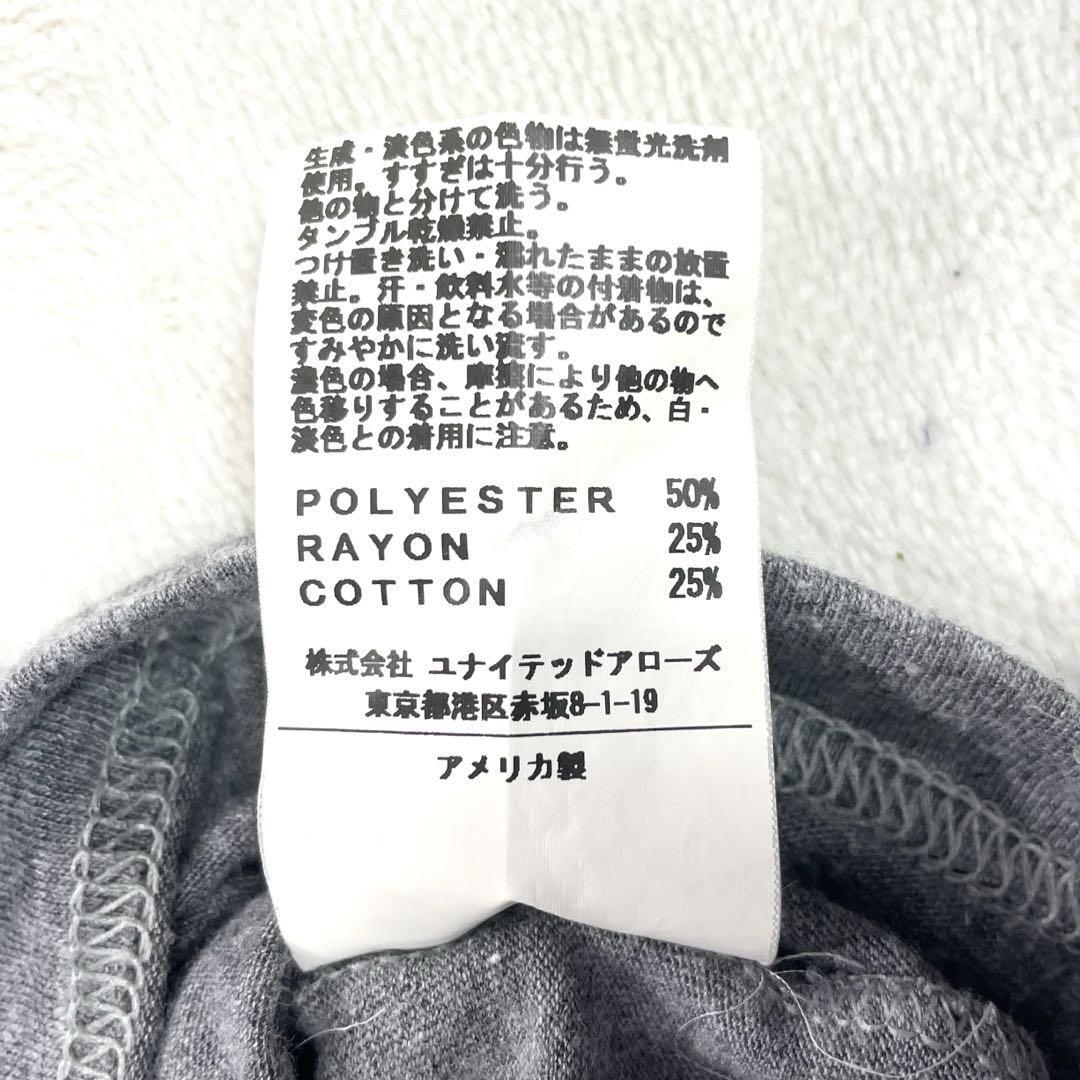 生成・淡色系の色物は無蛍光洗剤
使用。すすぎは十分行う。
他の物と分けて洗う。
タンブル乾燥禁止。
つけ置き洗い・濡れたままの放置
禁止。汗・飲料水等の付着物は、
変色の原因となる場合があるので
すみやかに洗い流す。
濃色の場合、摩擦により他の物へ
色移りすることがあるため、白・
淡色との着用に注意。
POLYESTER 50%
RAYON 25%
COTTON 25%
株式会社 ユナイテッドアローズ
東京都港区赤坂8-1-19
アメリカ製